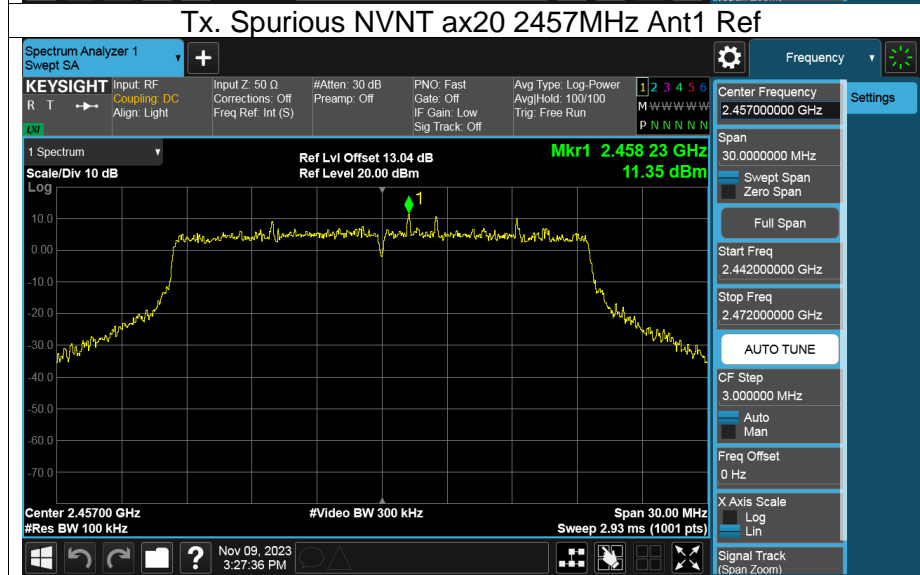 Tx. Spurious NVNT ax20 2457MHz Ant1 Ref
Spectrum Analyzer 1
Swept SA
+
Frequency
KEYSIGHT
R T
LXI
Input: RF
Coupling: DC
Align: Light
Input Z: 50 Ω
Corrections: Off
Freq Ref: Int (S)
#Atten: 30 dB
Preamp: Off
PNO: Fast
Gate: Off
IF Gain: Low
Sig Track: Off
Avg Type: Log-Power
Avg|Hold: 100/100
Trig: Free Run
1 2 3 4 5 6
M W W W W W
P N N N N N
1 Spectrum
Scale/Div 10 dB
Log
Ref Lvl Offset 13.04 dB
Ref Level 20.00 dBm
Mkr1 2.458 23 GHz
11.35 dBm
1
10.0
0.00
-10.0
-20.0
-30.0
-40.0
-50.0
-60.0
-70.0
Center 2.45700 GHz
#Res BW 100 kHz
#Video BW 300 kHz
Span 30.00 MHz
Sweep 2.93 ms (1001 pts)
?
Nov 09, 2023
3:27:36 PM
Center Frequency
2.457000000 GHz
Settings
Span
30.0000000 MHz
Swept Span
Zero Span
Full Span
Start Freq
2.442000000 GHz
Stop Freq
2.472000000 GHz
AUTO TUNE
CF Step
3.000000 MHz
Auto
Man
Freq Offset
0 Hz
X Axis Scale
Log
Lin
Signal Track
(Span Zoom)